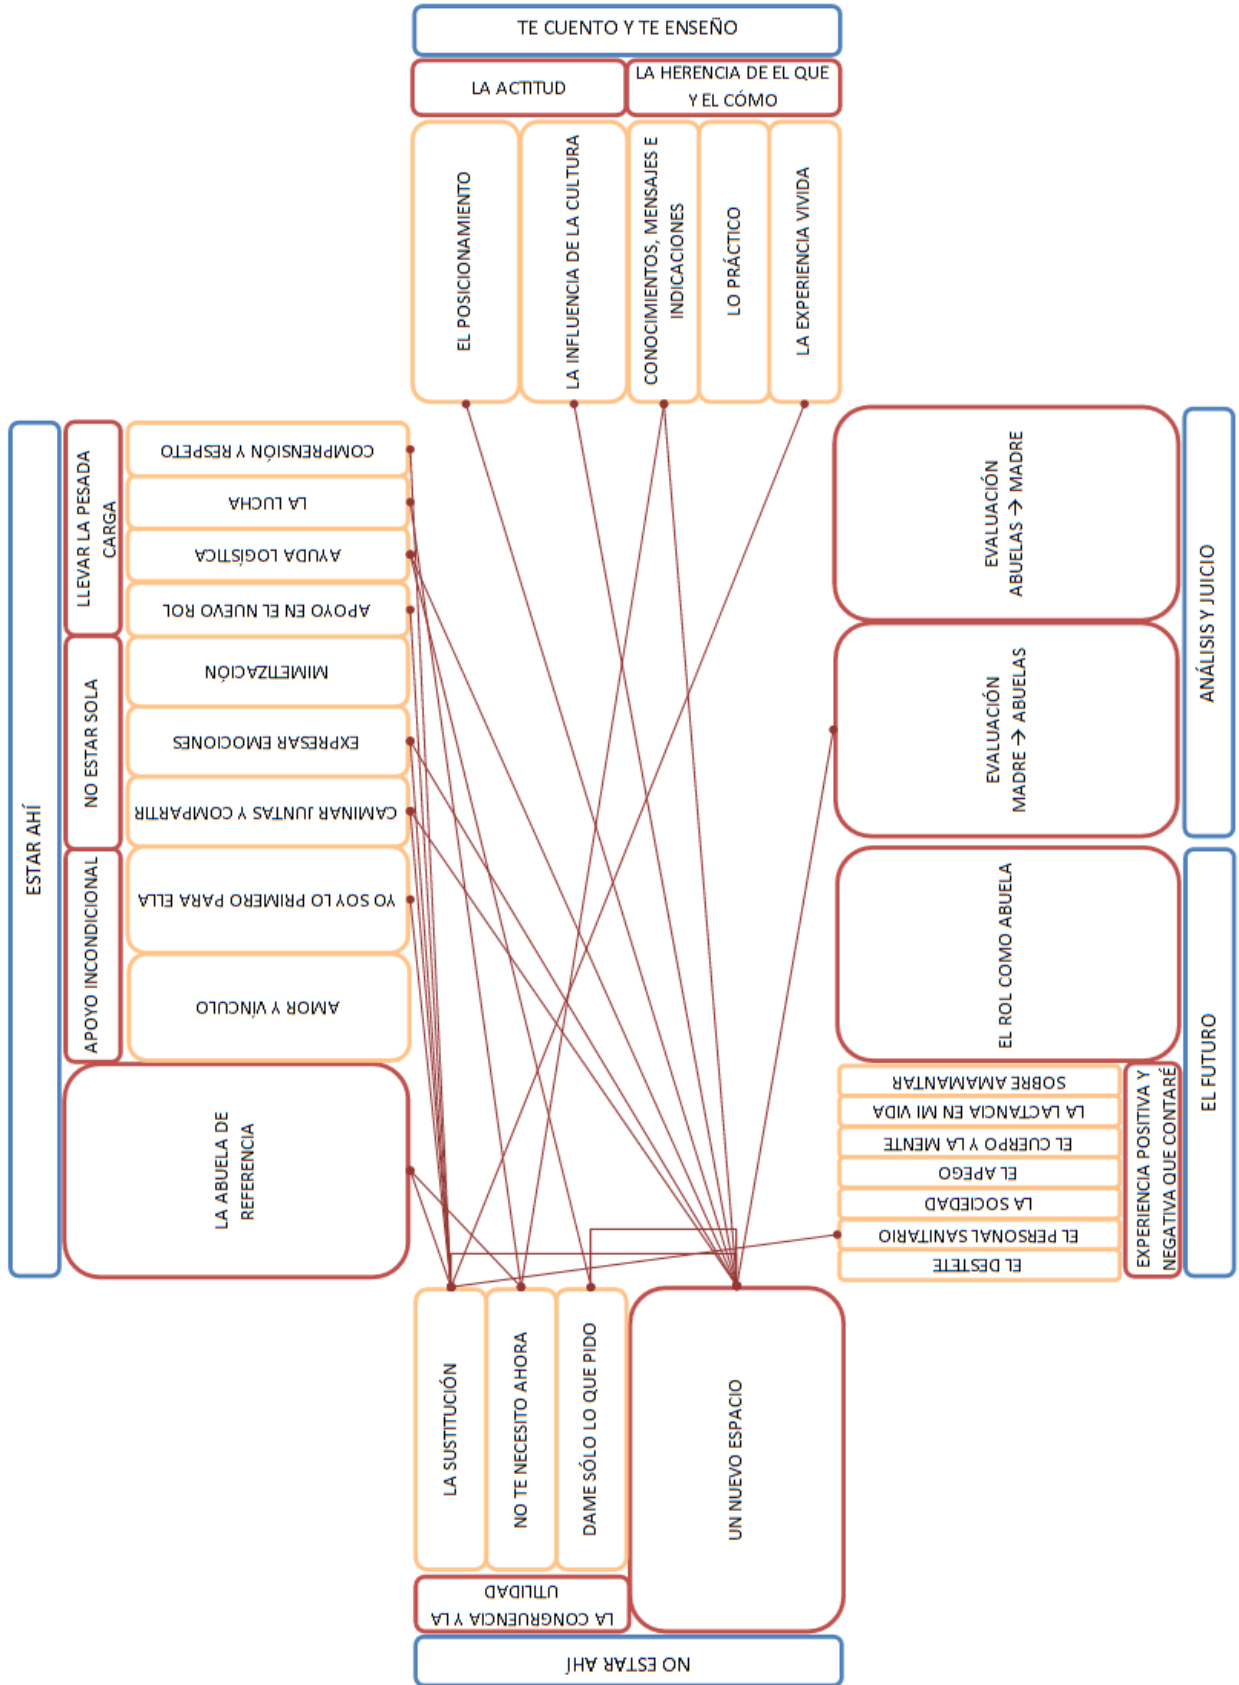 TE CUENTO Y TE ENSEÑO
LA ACTITUD
LA HERENCIA DE EL QUE
Y EL CÓMO
EL POSICIONAMIENTO
LA INFLUENCIA DE LA CULTURA
CONOCIMIENTOS, MENSAJES E
INDICACIONES
LO PRÁCTICO
LA EXPERIENCIA VIVIDA
ESTAR AHÍ
LLEVAR LA PESADA
CARGA
COMPRENSIÓN Y RESPETO
LA LUCHA
AYUDA LOGÍSTICA
APOYO EN EL NUEVO ROL
NO ESTAR SOLA
MIMETIZACIÓN
EXPRESAR EMOCIONES
CAMINAR JUNTAS Y COMPARTIR
APOYO INCONDICIONAL
YO SOY LO PRIMERO PARA ELLA
AMOR Y VÍNCULO
LA ABUELA DE
REFERENCIA
ANÁLISIS Y JUICIO
EVALUACIÓN
ABUELAS → MADRE
EVALUACIÓN
MADRE → ABUELAS
EL FUTURO
EL ROL COMO ABUELA
EXPERIENCIA POSITIVA Y
NEGATIVA QUE CONTARÉ
SOBRE AMAMANTAR
LA LACTANCIA EN MI VIDA
EL CUERPO Y LA MENTE
EL APEGO
LA SOCIEDAD
EL PERSONAL SANITARIO
EL DESTETE
LA SUSTITUCIÓN
NO TE NECESITO AHORA
DAME SÓLO LO QUE PIDO
UN NUEVO ESPACIO
LA CONGRUENCIA Y LA
UTILIDAD
NO ESTAR AHÍ